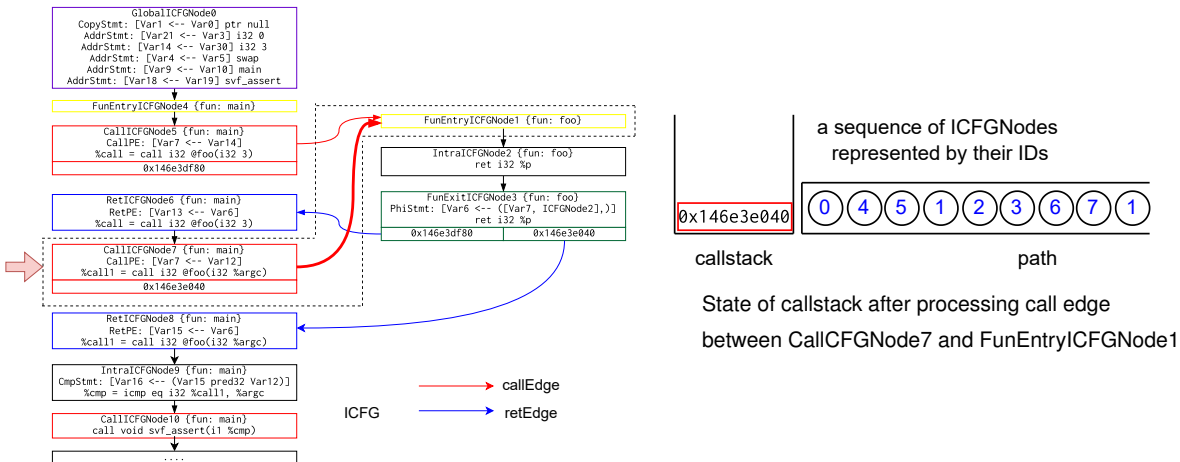 GlobalICFGNode0
CopyStmt: [Var1 <-- Var0] ptr null
AddrStmt: [Var21 <-- Var3] i32 0
AddrStmt: [Var14 <-- Var30] i32 3
AddrStmt: [Var4 <-- Var5] swap
AddrStmt: [Var9 <-- Var10] main
AddrStmt: [Var18 <-- Var19] svf_assert
FunEntryICFGNode4 {fun: main}
CallICFGNode5 {fun: main}
CallPE: [Var7 <-- Var14]
%call = call i32 @foo(i32 3)
0x146e3df80
RetICFGNode6 {fun: main}
RetPE: [Var13 <-- Var6]
%call = call i32 @foo(i32 3)
CallICFGNode7 {fun: main}
CallPE: [Var7 <-- Var12]
%call1 = call i32 @foo(i32 %argc)
0x146e3e040
RetICFGNode8 {fun: main}
RetPE: [Var15 <-- Var6]
%call1 = call i32 @foo(i32 %argc)
IntraICFGNode9 {fun: main}
CmpStmt: [Var16 <-- (Var15 pred32 Var12)]
%cmp = icmp eq i32 %call1, %argc
CallICFGNode10 {fun: main}
call void svf_assert(i1 %cmp)
....
FunEntryICFGNode1 {fun: foo}
IntraICFGNode2 {fun: foo}
ret i32 %p
FunExitICFGNode3 {fun: foo}
PhiStmt: [Var6 <-- ([Var7, ICFGNode2],)]
ret i32 %p
0x146e3df80 0x146e3e040
ICFG
callEdge
retEdge
a sequence of ICFGNodes
represented by their IDs
0x146e3e040
0 4 5 1 2 3 6 7 1
callstack path
State of callstack after processing call edge
between CallCFGNode7 and FunEntryICFGNode1